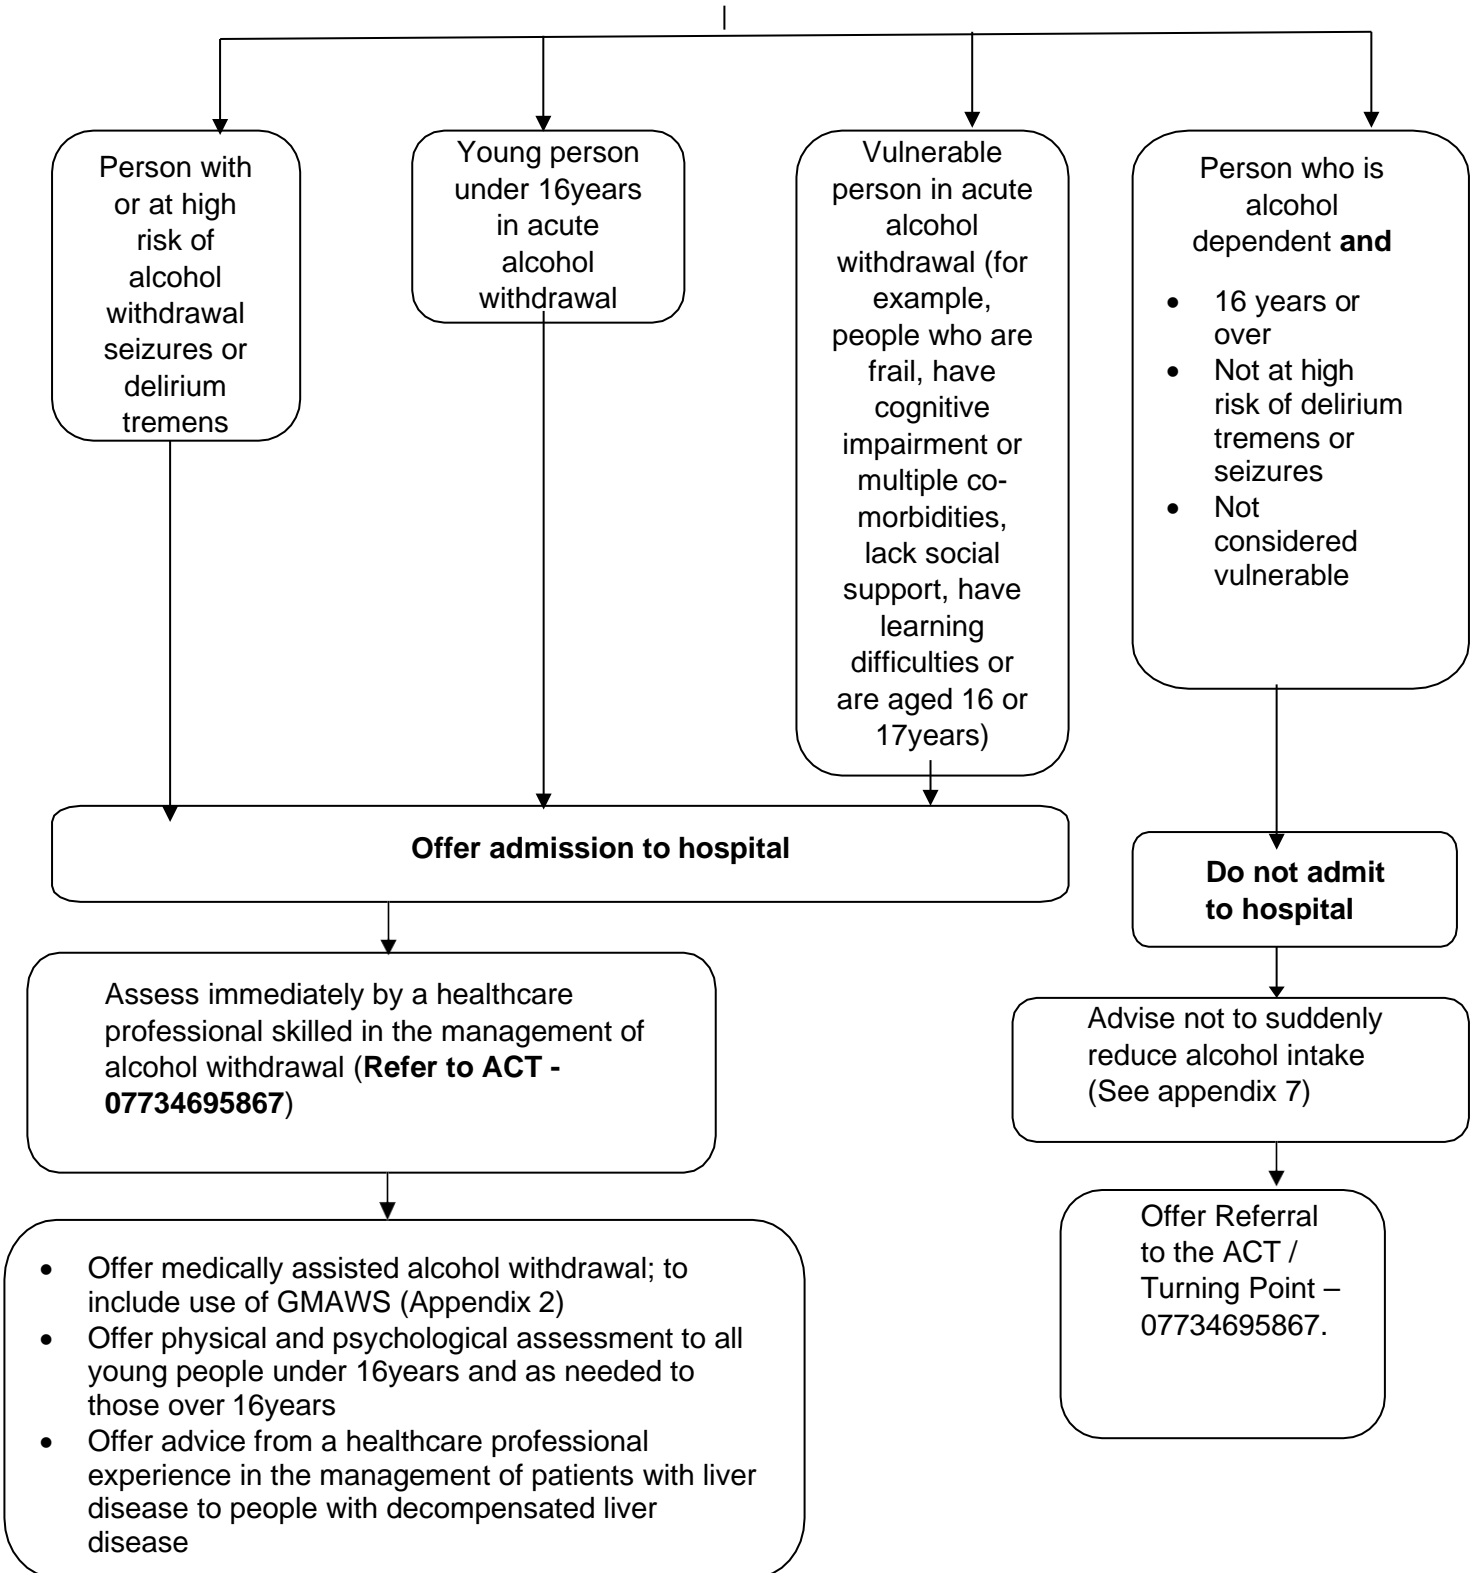 Person with
or at high
risk of
alcohol
withdrawal
seizures or
delirium
tremens
Young person
under 16years
in acute
alcohol
withdrawal
Vulnerable
person in acute
alcohol
withdrawal (for
example,
people who are
frail, have
cognitive
impairment or
multiple co-
morbidities,
lack social
support, have
learning
difficulties or
are aged 16 or
17years)
Person who is
alcohol
dependent and
• 16 years or
over
• Not at high
risk of delirium
tremens or
seizures
• Not
considered
vulnerable
Offer admission to hospital
Do not admit
to hospital
Assess immediately by a healthcare
professional skilled in the management of
alcohol withdrawal (Refer to ACT -
07734695867)
Advise not to suddenly
reduce alcohol intake
(See appendix 7)
• Offer medically assisted alcohol withdrawal; to
include use of GMAWS (Appendix 2)
• Offer physical and psychological assessment to all
young people under 16years and as needed to
those over 16years
• Offer advice from a healthcare professional
experience in the management of patients with liver
disease to people with decompensated liver
disease
Offer Referral
to the ACT /
Turning Point –
07734695867.